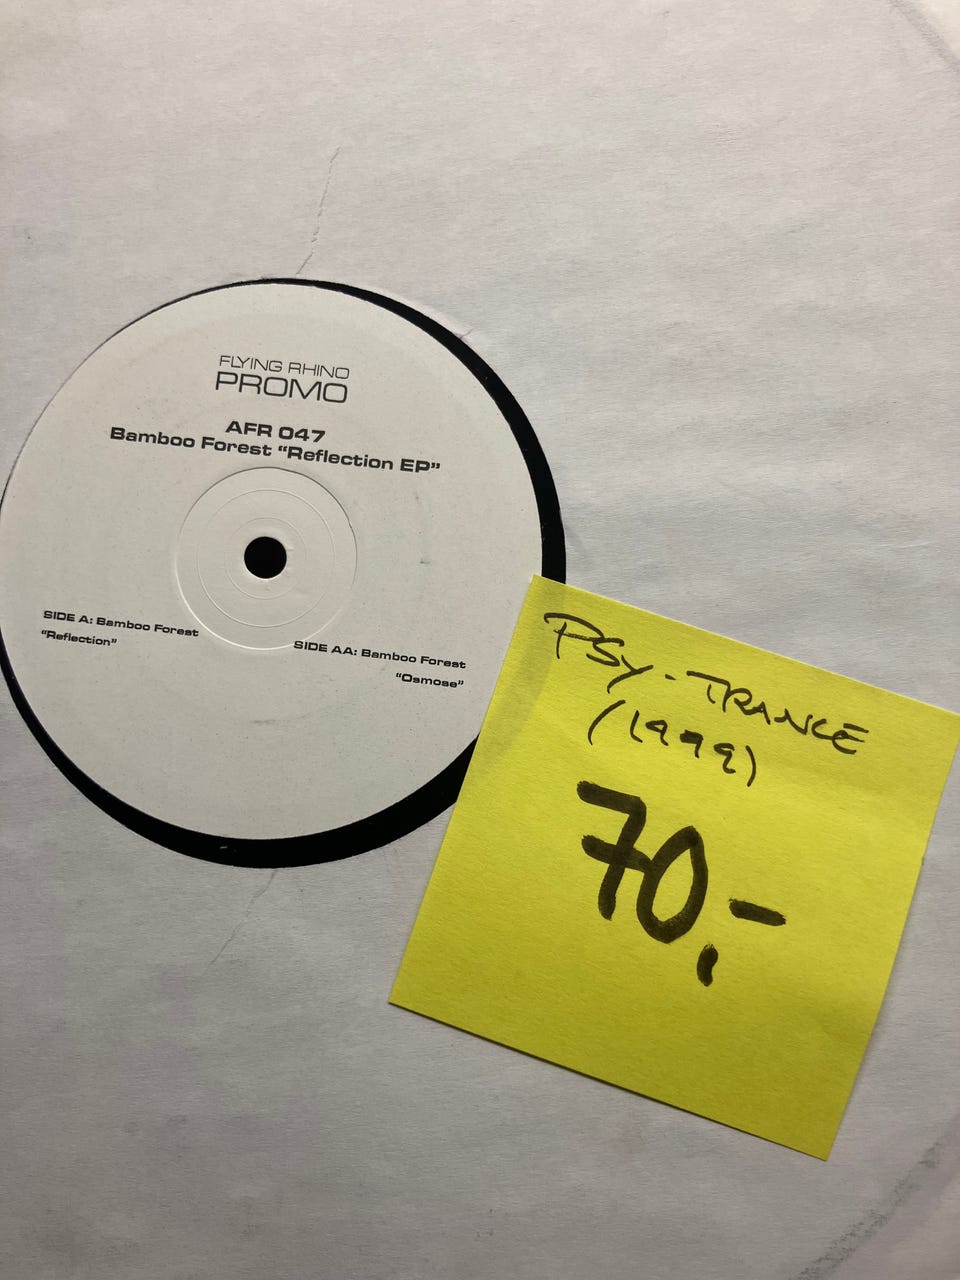 FLYING RHINO
PROMO
AFR 047
Bamboo Forest “Reflection EP”
SIDE A: Bamboo Forest
“Reflection”
SIDE AA: Bamboo Forest
“Osmose”
PSY-TRANCE
(1999)
70,-